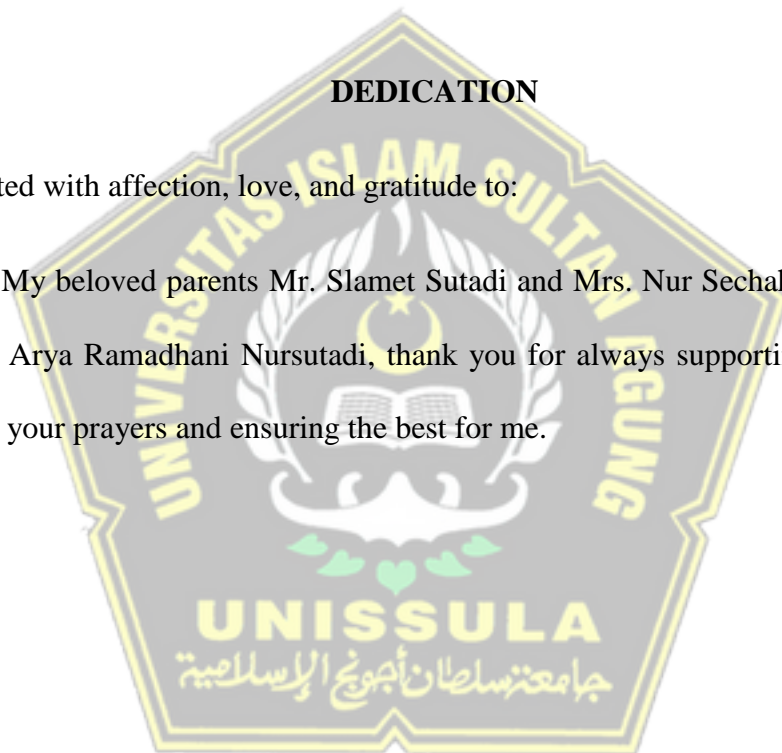 DEDICATION
ted with affection, love, and gratitude to:
My beloved parents Mr. Slamet Sutadi and Mrs. Nur Sechal
Arya Ramadhani Nursutadi, thank you for always supporti
your prayers and ensuring the best for me.
UNIVERSITAS ISLAM SULTAN AGUNG
UNISSULA
جامعة سلطان أجونج الإسلامية